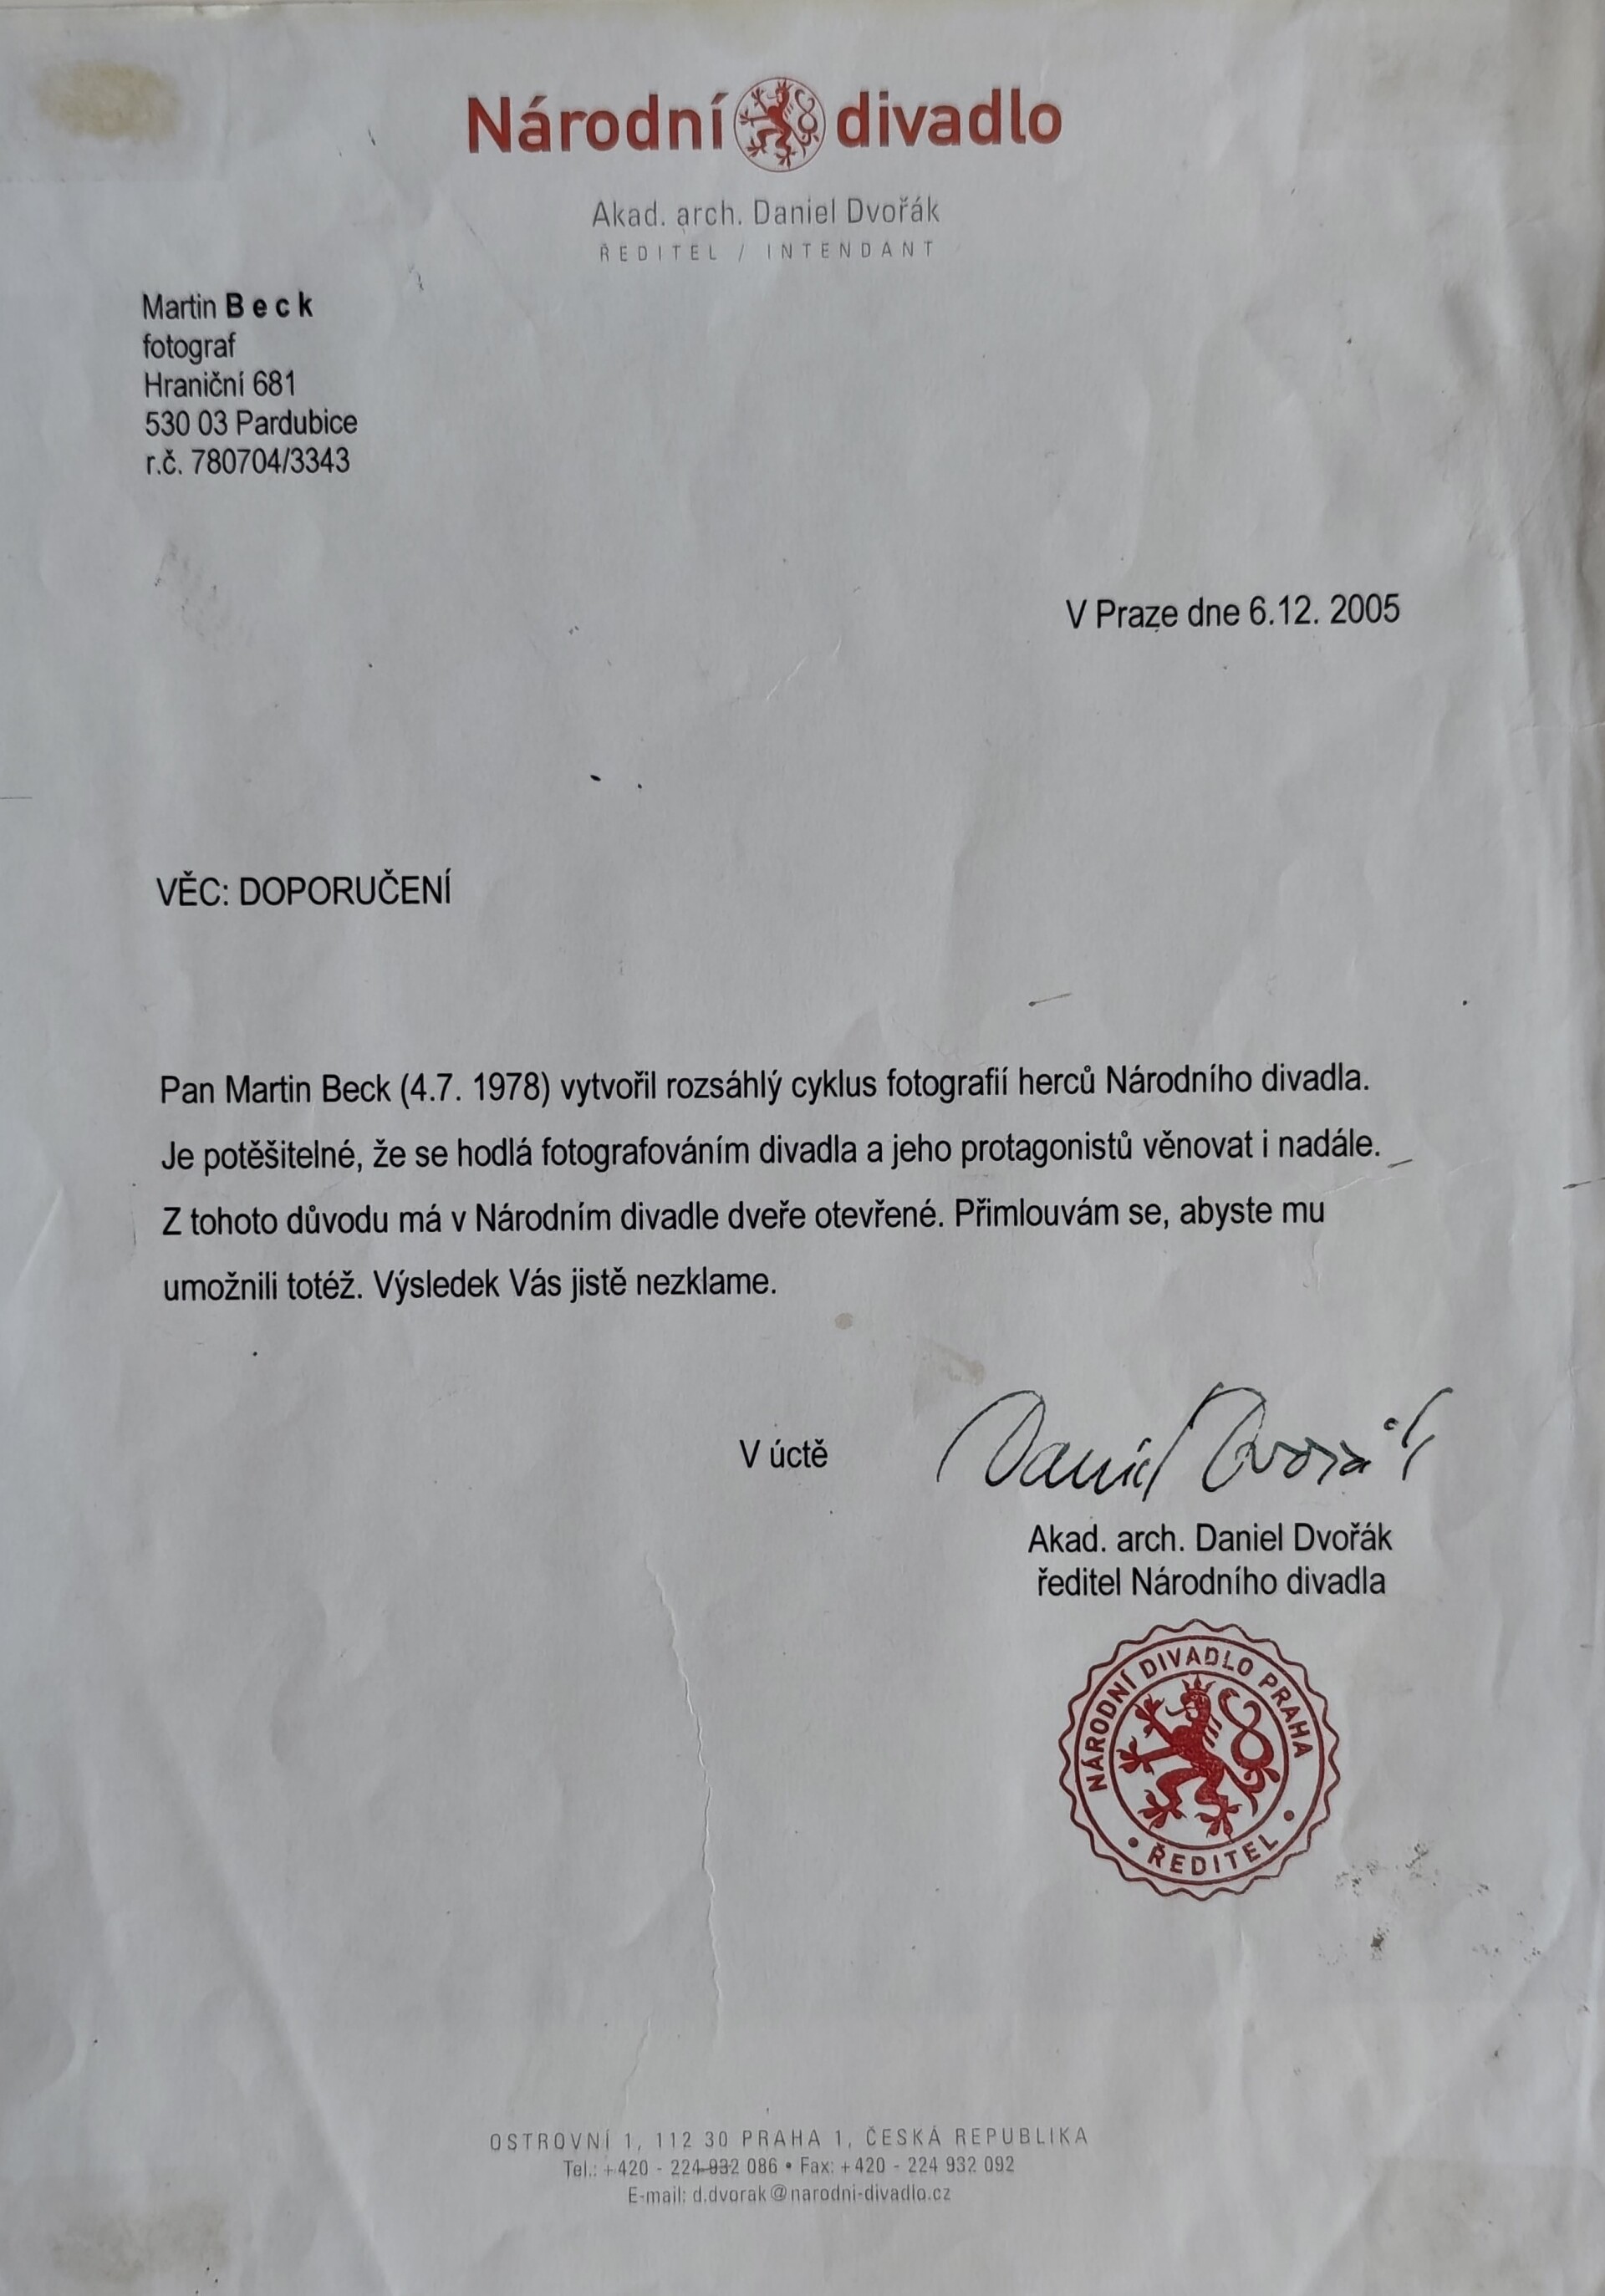 Národní divadlo
Akad. arch. Daniel Dvořák
ŘEDITEL / INTENDANT
Martin Beck
fotograf
Hraniční 681
530 03 Pardubice
r.č. 780704/3343
V Praze dne 6.12. 2005
VĚC: DOPORUČENÍ
Pan Martin Beck (4.7. 1978) vytvořil rozsáhlý cyklus fotografií herců Národního divadla.
Je potěšitelné, že se hodlá fotografováním divadla a jeho protagonistů věnovat i nadále.
Z tohoto důvodu má v Národním divadle dveře otevřené. Přimlouvám se, abyste mu
umožnili totéž. Výsledek Vás jistě nezklame.
V úctě
Daniel Dvořák
Akad. arch. Daniel Dvořák
ředitel Národního divadla
NÁRODNÍ DIVADLO PRAHA
• ŘEDITEL •
OSTROVNÍ 1, 112 30 PRAHA 1, ČESKÁ REPUBLIKA
Tel.: +420 - 224 932 086 • Fax: +420 - 224 932 092
E-mail: d.dvorak@narodni-divadlo.cz